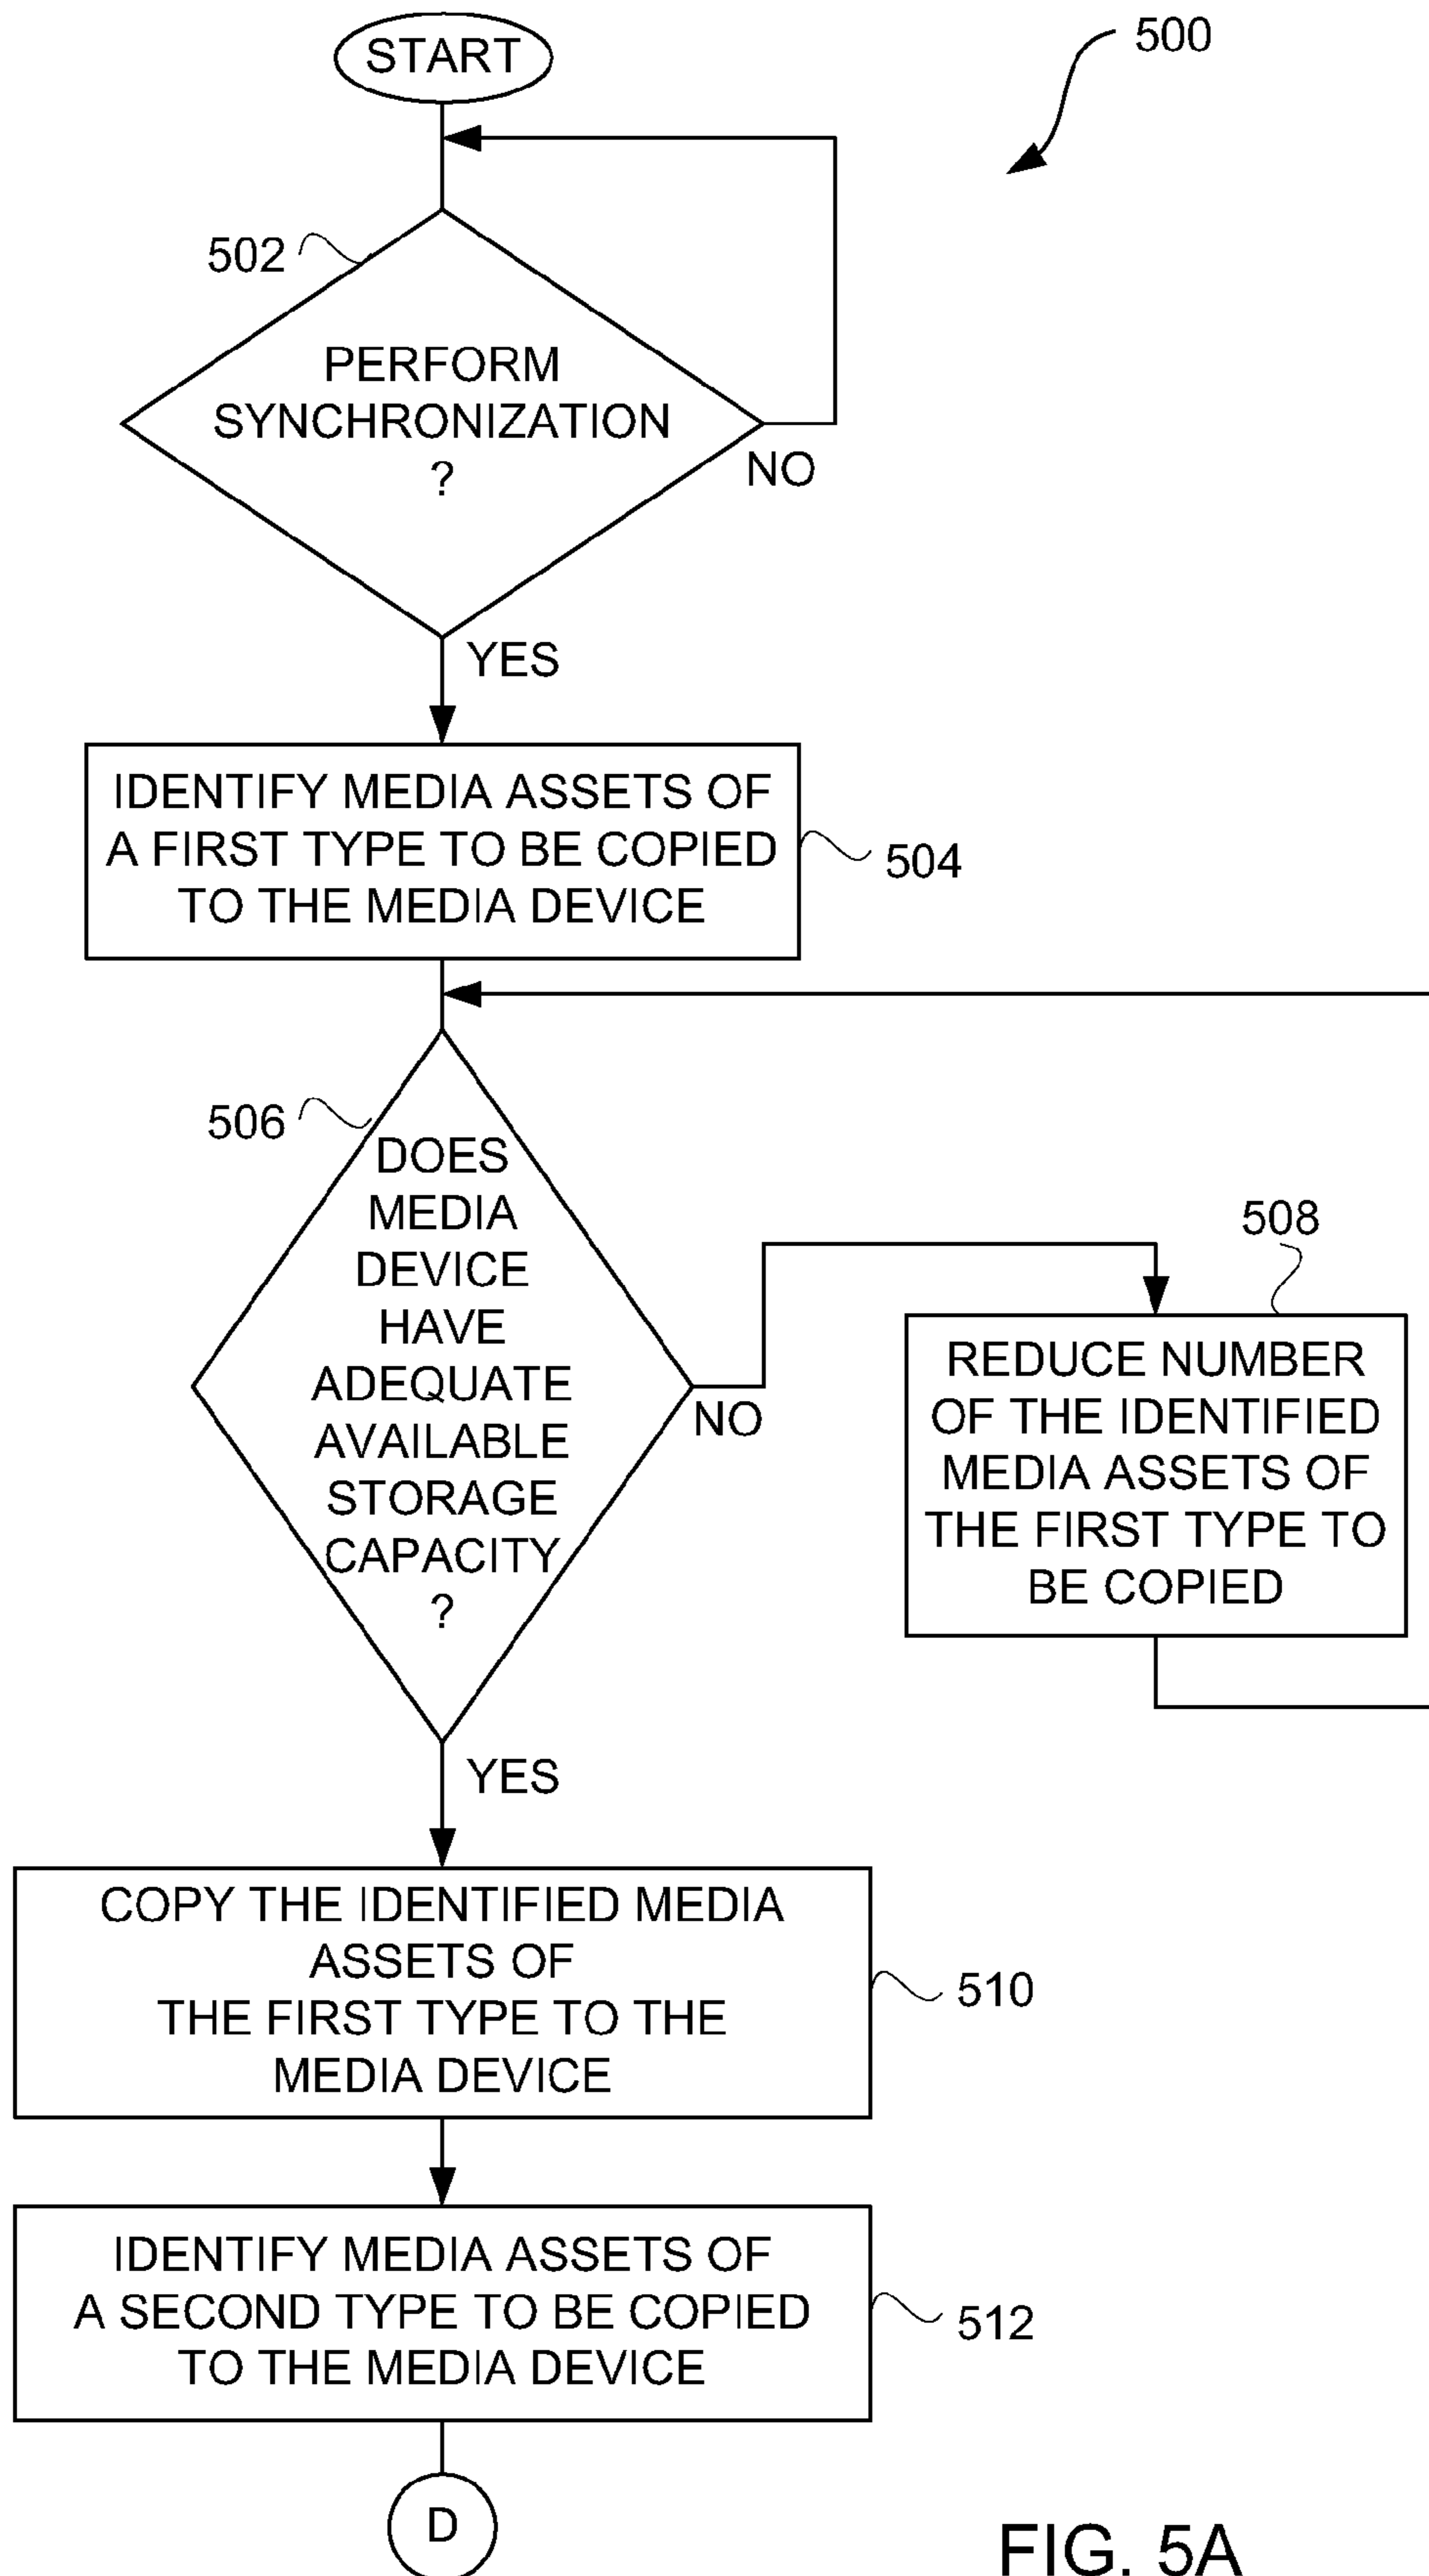 START
500
502
PERFORM
SYNCHRONIZATION
?
NO
YES
IDENTIFY MEDIA ASSETS OF
A FIRST TYPE TO BE COPIED
TO THE MEDIA DEVICE
504
506
DOES
MEDIA
DEVICE
HAVE
ADEQUATE
AVAILABLE
STORAGE
CAPACITY
?
NO
508
REDUCE NUMBER
OF THE IDENTIFIED
MEDIA ASSETS OF
THE FIRST TYPE TO
BE COPIED
YES
COPY THE IDENTIFIED MEDIA
ASSETS OF
THE FIRST TYPE TO THE
MEDIA DEVICE
510
IDENTIFY MEDIA ASSETS OF
A SECOND TYPE TO BE COPIED
TO THE MEDIA DEVICE
512
D
FIG. 5A